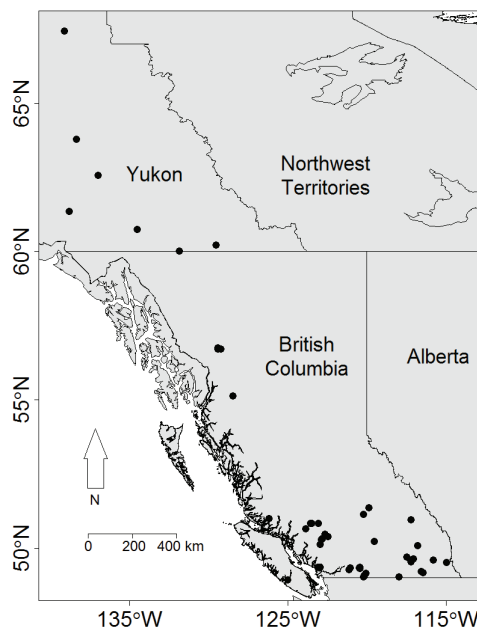 65°N
Yukon
Northwest
Territories
60°N
British
Columbia
Alberta
55°N
N
0 200 400 km
50°N
135°W 125°W 115°W